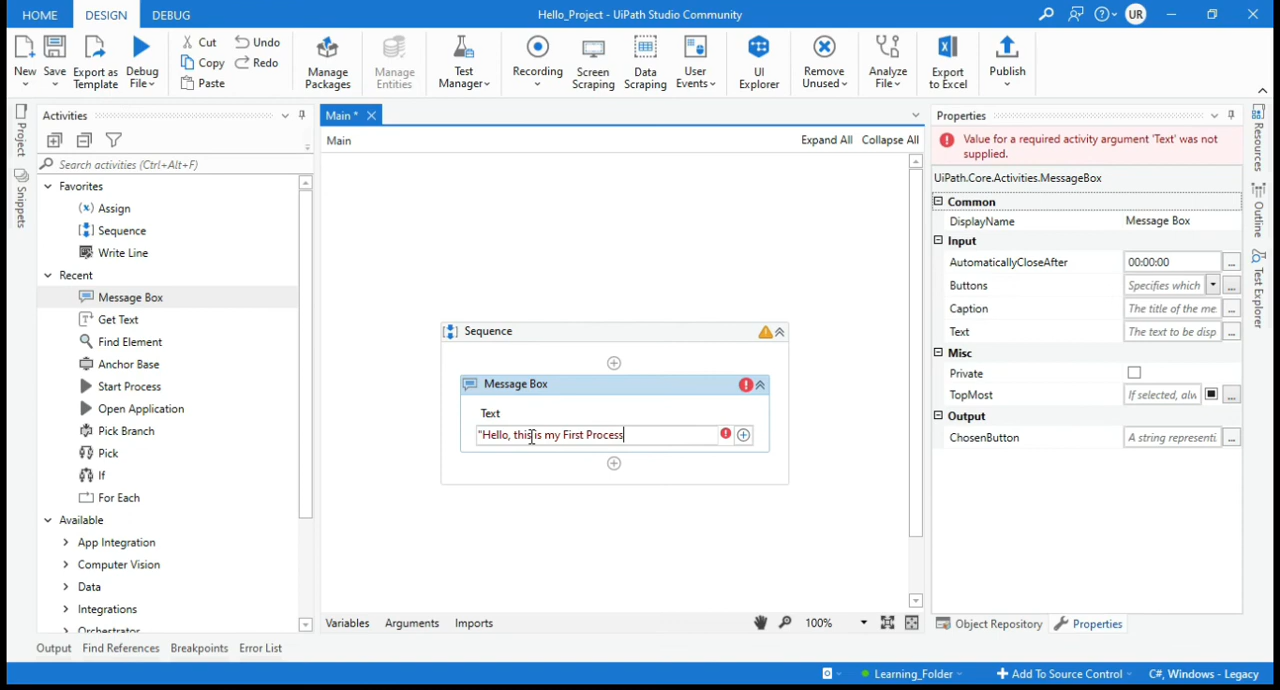 HOME DESIGN DEBUG Hello_Project - UiPath Studio Community UR
New Save Export as Template Debug File Cut Copy Paste Undo Redo Manage Packages Manage Entities Test Manager Recording Screen Scraping Data Scraping User Events UI Explorer Remove Unused Analyze File Export to Excel Publish
Project
Snippets
Activities
Search activities (Ctrl+Alt+F)
Favorites
Assign
Sequence
Write Line
Recent
Message Box
Get Text
Find Element
Anchor Base
Start Process
Open Application
Pick Branch
Pick
If
For Each
Available
App Integration
Computer Vision
Data
Integrations
Orchestrator
Main *
Main Expand All Collapse All
Sequence
Message Box
Text
"Hello, this is my First Process
Variables Arguments Imports 100%
Properties
Value for a required activity argument 'Text' was not
supplied.
UiPath.Core.Activities.MessageBox
Common
DisplayName Message Box
Input
AutomaticallyCloseAfter 00:00:00 ...
Buttons Specifies which ...
Caption The title of the me ...
Text The text to be disp ...
Misc
Private
TopMost If selected, alw ...
Output
ChosenButton A string representi ...
Object Repository Properties
Resources
Outline
Test Explorer
Output Find References Breakpoints Error List
Learning_Folder Add To Source Control C#, Windows - Legacy